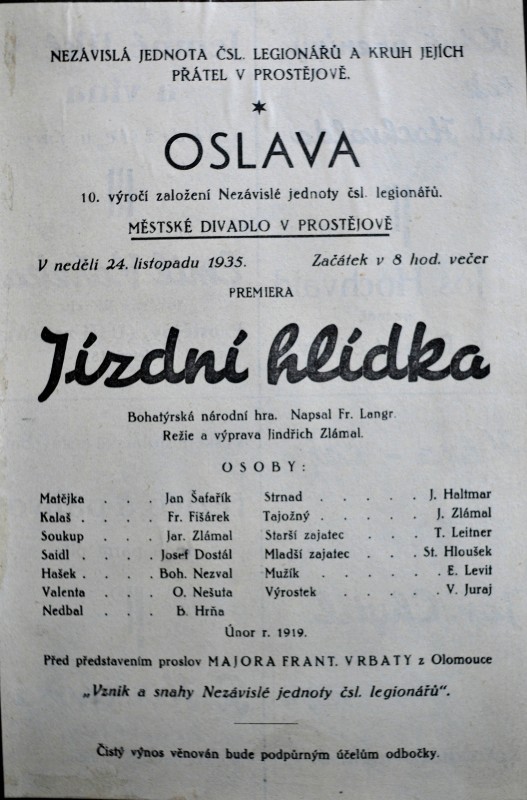 NEZÁVISLÁ JEDNOTA ČSL. LEGIONÁŘŮ A KRUH JEJÍCH
PŘÁTEL V PROSTĚJOVĚ.
OSLAVA
10. výročí založení Nezávislé jednoty čsl. legionářů.
MĚSTSKÉ DIVADLO V PROSTĚJOVĚ
V neděli 24. listopadu 1935. Začátek v 8 hod. večer
PREMIERA
Jízdní hlídka
Bohatýrská národní hra. Napsal Fr. Langr.
Režie a výprava Jindřich Zlámal.
OSOBY:
Matějka . . . Jan Šafařík Strnad . . . . . J. Haltmar
Kalaš . . . . Fr. Fišárek Tajožný . . . . . J. Zlámal
Soukup . . . Jar. Zlámal Starší zajatec . . . T. Leitner
Saidl . . . . Josef Dostál Mladší zajatec . . . St. Hloušek
Hašek . . . . Boh. Nezval Mužík . . . . . E. Levit
Valenta . . . O. Nešuta Výrostek . . . . . V. Juraj
Nedbal . . . B. Hrňa
Únor r. 1919.
Před představením proslov MAJORA FRANT. VRBATY z Olomouce
„Vznik a snahy Nezávislé jednoty čsl. legionářů“.
Čistý výnos věnován bude podpůrným účelům odbočky.